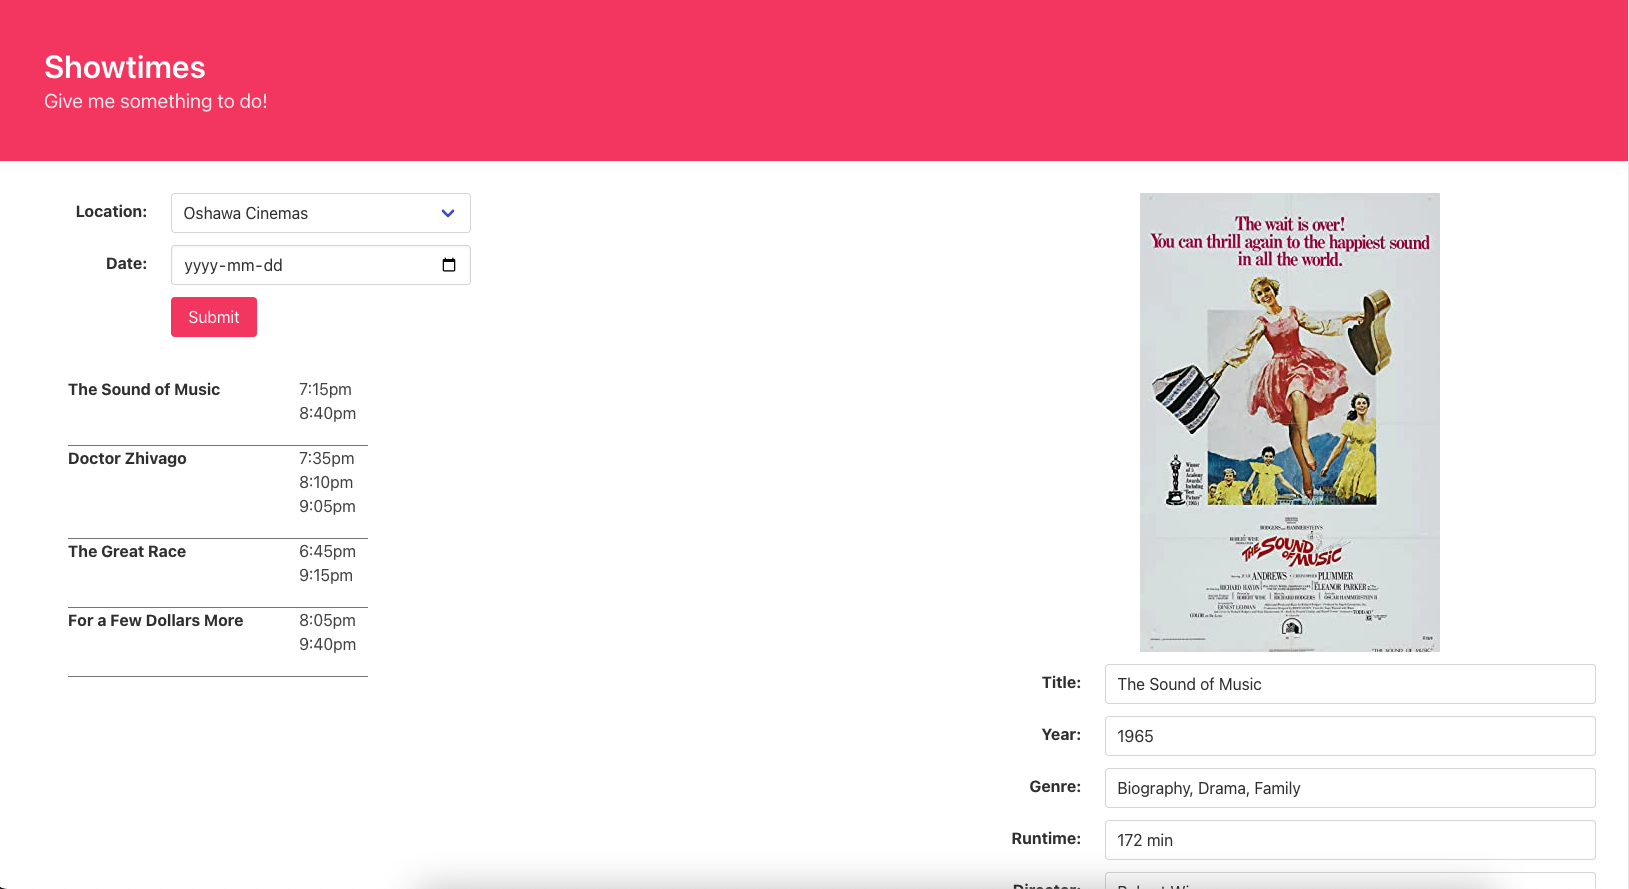 Showtimes
Give me something to do!
Location:
Oshawa Cinemas
Date:
yyyy-mm-dd
Submit
The Sound of Music
7:15pm
8:40pm
Doctor Zhivago
7:35pm
8:10pm
9:05pm
The Great Race
6:45pm
9:15pm
For a Few Dollars More
8:05pm
9:40pm
The wait is over!
You can thrill again to the happiest sound
in all the world.
Winner
of 5
Academy
Awards!
Including
"Best
Picture"
(1965)
RODGERS and HAMMERSTEIN'S
ROBERT WISE
THE SOUND
OF MUSIC
ANDREWS CHRISTOPHER PLUMMER
RICHARD HAYDN ELEANOR PARKER
ROBERT WISE RICHARD RODGERS OSCAR HAMMERSTEIN II
ERNEST LEHMAN
TODD-AO
"THE SOUND OF MUSIC"
Title:
The Sound of Music
Year:
1965
Genre:
Biography, Drama, Family
Runtime:
172 min
Director: